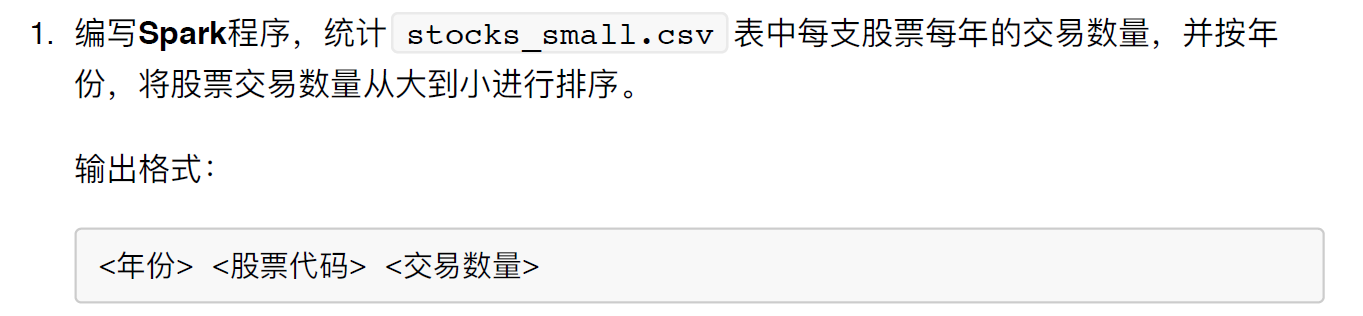 1. 编写Spark程序，统计 stocks_small.csv 表中每支股票每年的交易数量，并按年
份，将股票交易数量从大到小进行排序。
输出格式：
<年份> <股票代码> <交易数量>